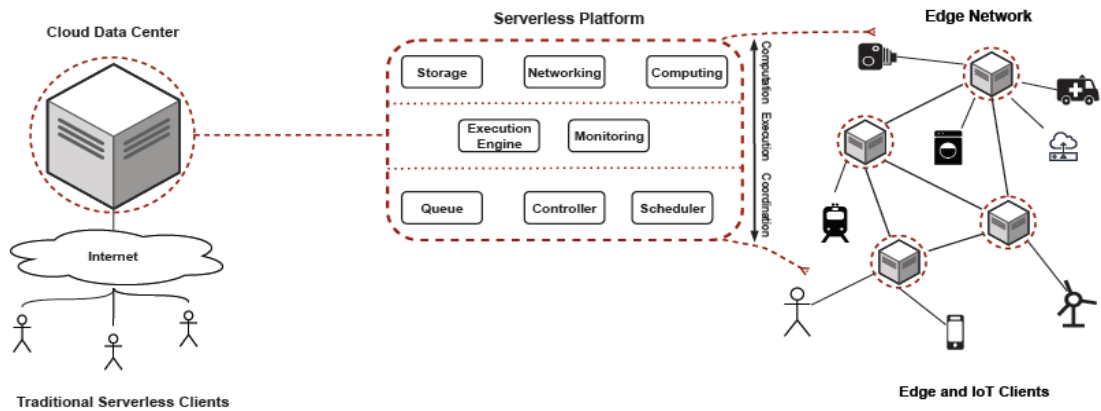 Cloud Data Center
Internet
Traditional Serverless Clients
Serverless Platform
Storage
Networking
Computing
Execution
Engine
Monitoring
Queue
Controller
Scheduler
Computation
Execution
Coordination
Edge Network
Edge and IoT Clients